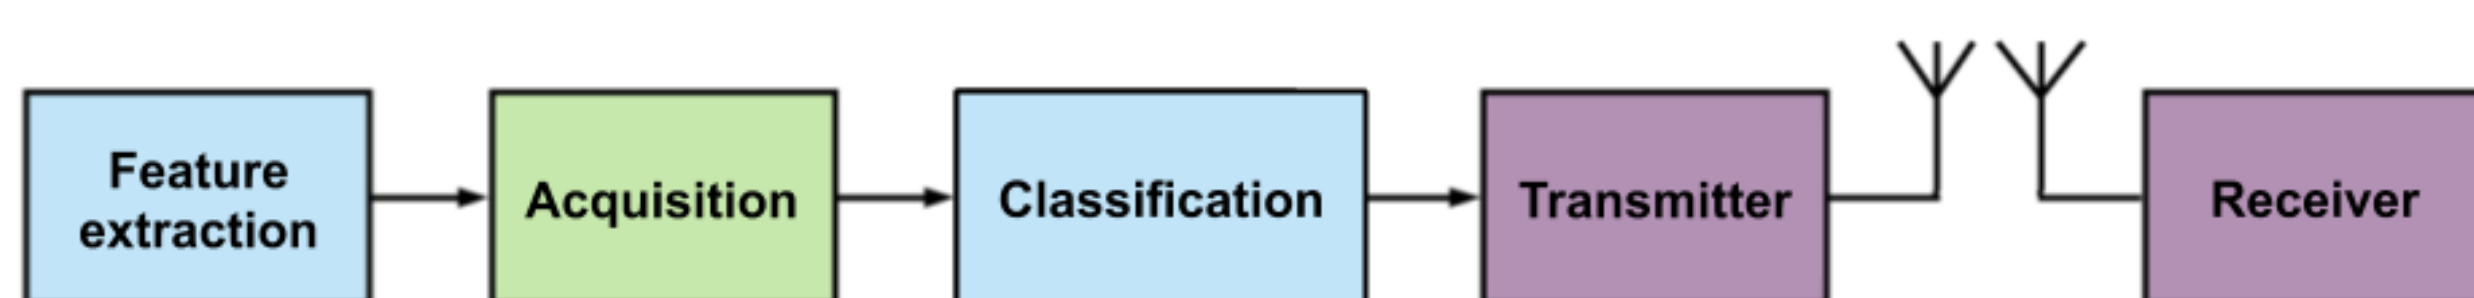 Feature
extraction
Acquisition
Classification
Transmitter
Receiver